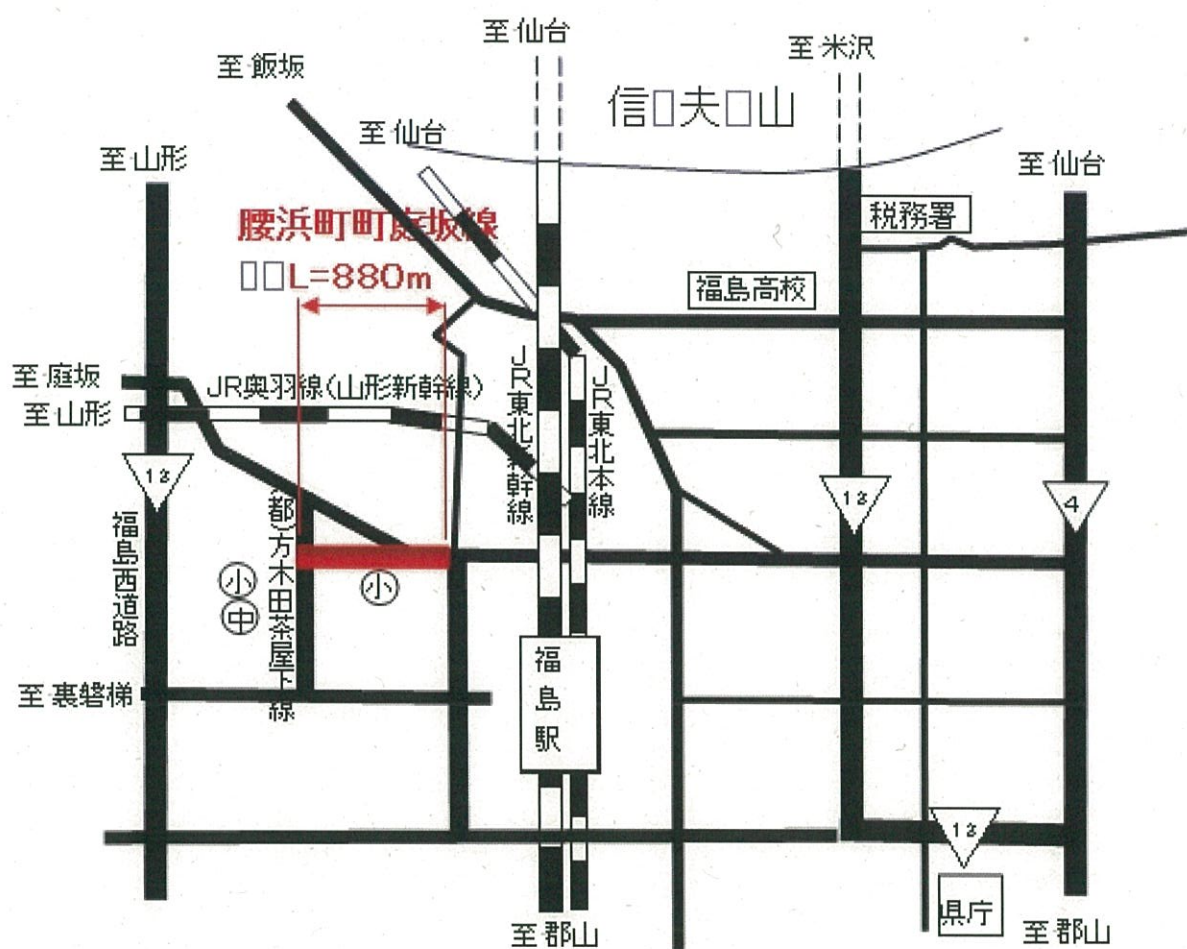 至 仙台
至 米沢
至 飯坂
信□夫□山
至 仙台
至 山形
至 仙台
税務署
腰浜町町庭坂線
□□L=880m
福島高校
至 庭坂
JR奥羽線(山形新幹線)
至 山形
JR東北新幹線
JR東北本線
13
13
4
福島西道路
(都)方木田茶屋下線
小
中
小
福島駅
至 裏磐梯
13
県庁
至 郡山
至 郡山